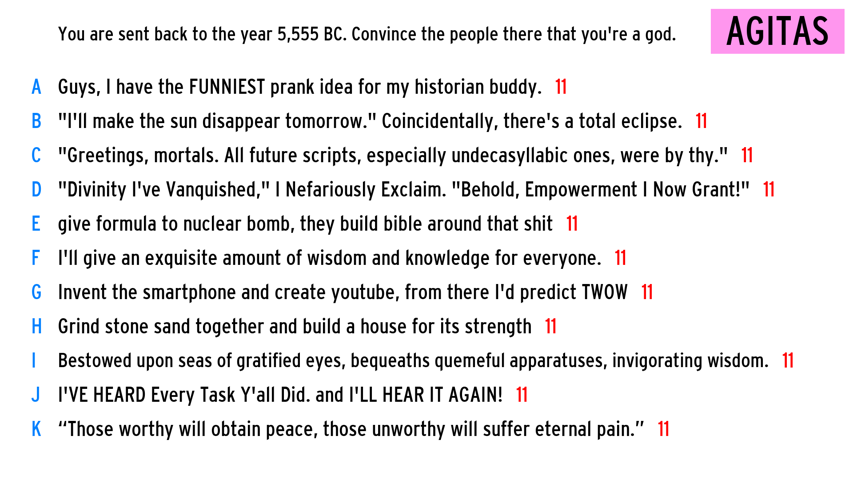 You are sent back to the year 5,555 BC. Convince the people there that you're a god.
AGITAS
A Guys, I have the FUNNIEST prank idea for my historian buddy. 11
B "I'll make the sun disappear tomorrow." Coincidentally, there's a total eclipse. 11
C "Greetings, mortals. All future scripts, especially undecasyllabic ones, were by thy." 11
D "Divinity I've Vanquished," I Nefariously Exclaim. "Behold, Empowerment I Now Grant!" 11
E give formula to nuclear bomb, they build bible around that shit 11
F I'll give an exquisite amount of wisdom and knowledge for everyone. 11
G Invent the smartphone and create youtube, from there I'd predict TWOW 11
H Grind stone sand together and build a house for its strength 11
I Bestowed upon seas of gratified eyes, bequeaths quemeful apparatuses, invigorating wisdom. 11
J I'VE HEARD Every Task Y'all Did. and I'LL HEAR IT AGAIN! 11
K “Those worthy will obtain peace, those unworthy will suffer eternal pain.” 11